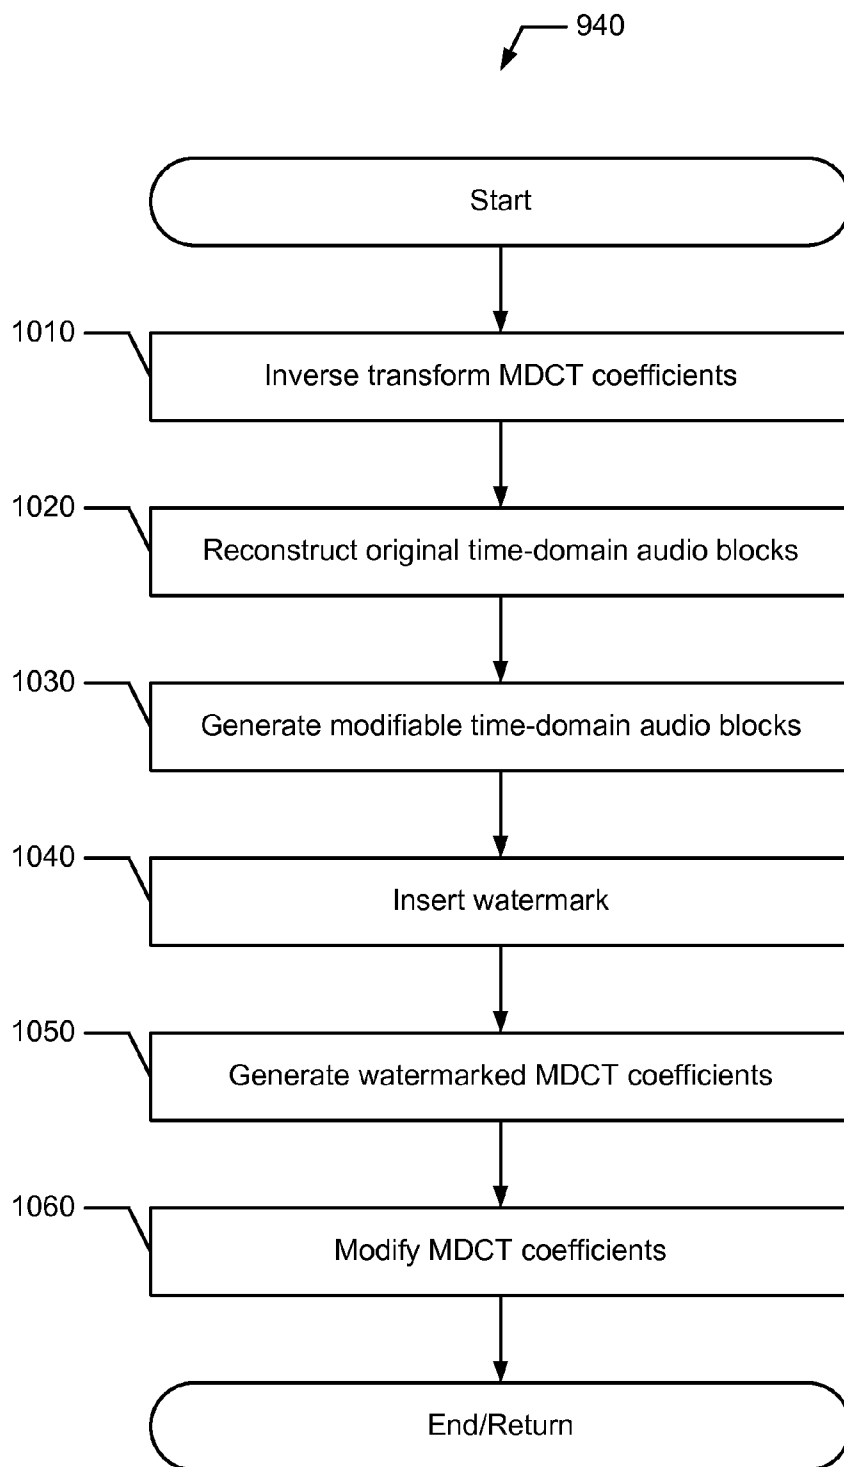 940
Start
1010
Inverse transform MDCT coefficients
1020
Reconstruct original time-domain audio blocks
1030
Generate modifiable time-domain audio blocks
1040
Insert watermark
1050
Generate watermarked MDCT coefficients
1060
Modify MDCT coefficients
End/Return